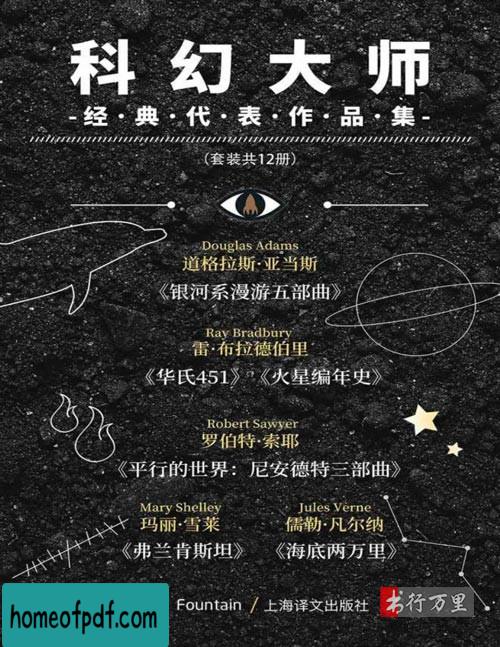 科幻大师
-经·典·代·表·作·品·集-
（套装共12册）
Douglas Adams
道格拉斯·亚当斯
《银河系漫游五部曲》
Ray Bradbury
雷·布拉德伯里
《华氏451》《火星编年史》
Robert Sawyer
罗伯特·索耶
《平行的世界：尼安德特三部曲》
Mary Shelley Jules Verne
玛丽·雪莱 儒勒·凡尔纳
《弗兰肯斯坦》 《海底两万里》
Fountain / 上海译文出版社
书行万里
homeofpdf.com